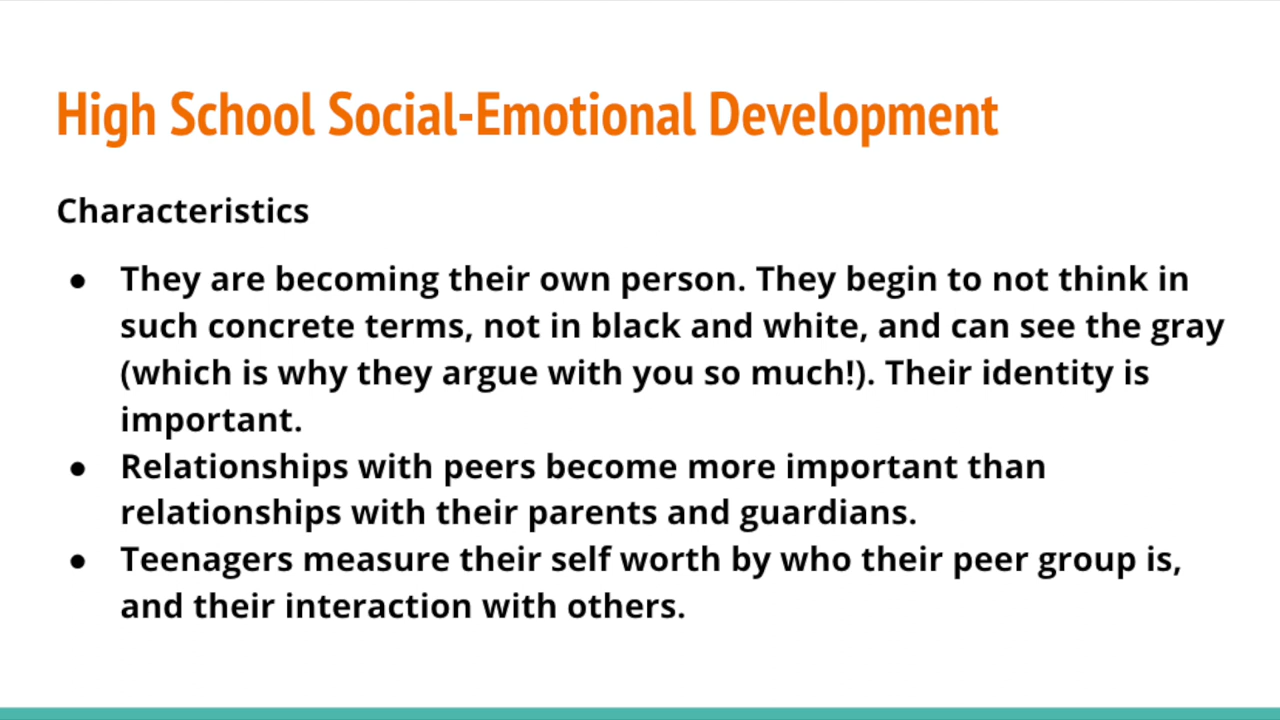 High School Social-Emotional Development
Characteristics
● They are becoming their own person. They begin to not think in
such concrete terms, not in black and white, and can see the gray
(which is why they argue with you so much!). Their identity is
important.
● Relationships with peers become more important than
relationships with their parents and guardians.
● Teenagers measure their self worth by who their peer group is,
and their interaction with others.